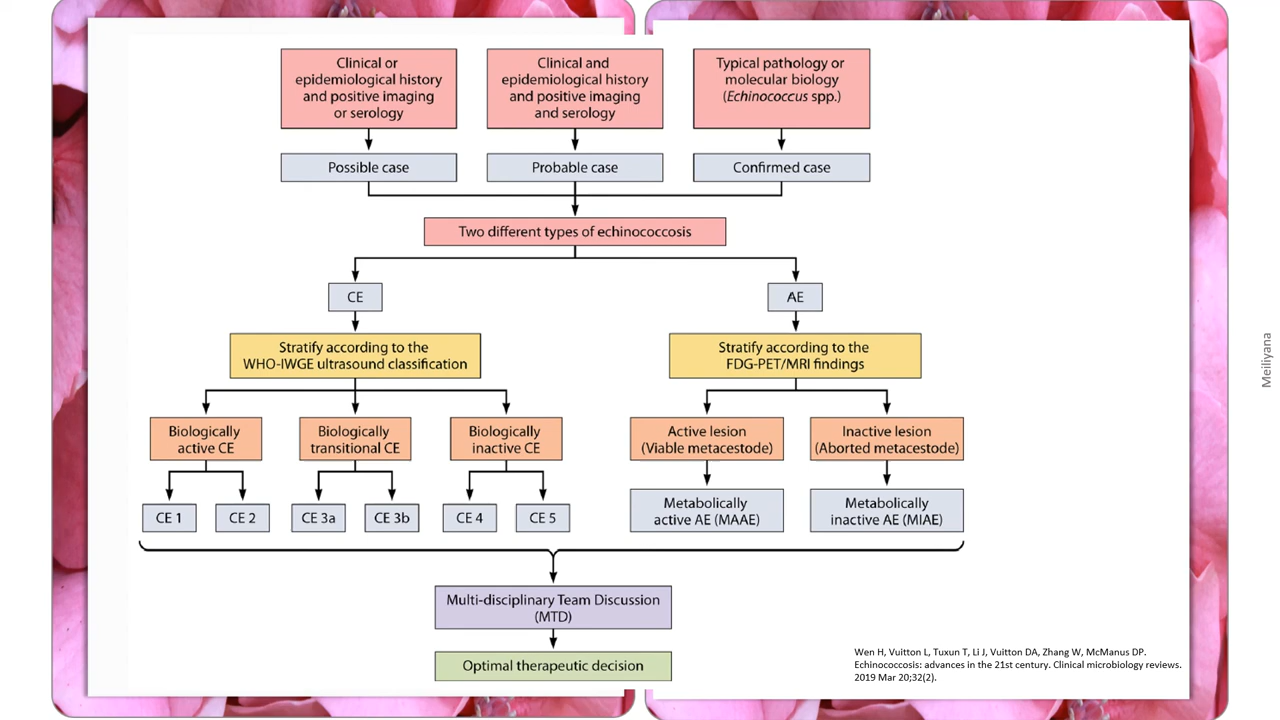 Clinical or
epidemiological history
and positive imaging
or serology
Clinical and
epidemiological history
and positive imaging
and serology
Typical pathology or
molecular biology
(Echinococcus spp.)
Possible case
Probable case
Confirmed case
Two different types of echinococcosis
CE
AE
Stratify according to the
WHO-IWGE ultrasound classification
Stratify according to the
FDG-PET/MRI findings
Biologically
active CE
Biologically
transitional CE
Biologically
inactive CE
Active lesion
(Viable metacestode)
Inactive lesion
(Aborted metacestode)
CE 1
CE 2
CE 3a
CE 3b
CE 4
CE 5
Metabolically
active AE (MAAE)
Metabolically
inactive AE (MIAE)
Multi-disciplinary Team Discussion
(MTD)
Optimal therapeutic decision
Wen H, Vuitton L, Tuxun T, Li J, Vuitton DA, Zhang W, McManus DP.
Echinococcosis: advances in the 21st century. Clinical microbiology reviews.
2019 Mar 20;32(2).
Meiliyana